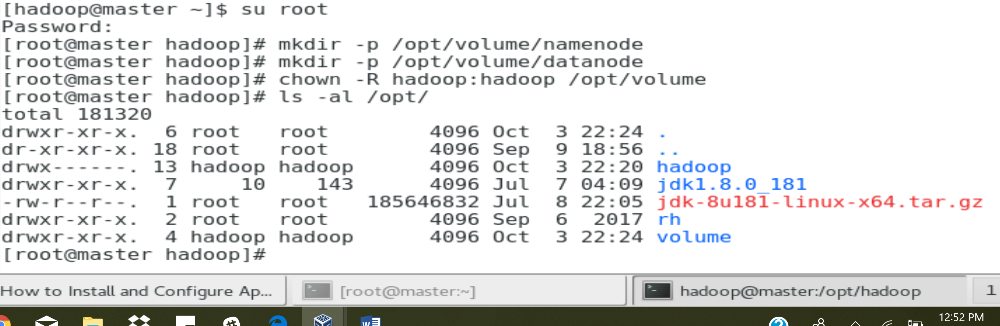 [hadoop@master ~]$ su root
Password:
[root@master hadoop]# mkdir -p /opt/volume/namenode
[root@master hadoop]# mkdir -p /opt/volume/datanode
[root@master hadoop]# chown -R hadoop:hadoop /opt/volume
[root@master hadoop]# ls -al /opt/
total 181320
drwxr-xr-x.  6 root   root        4096 Oct  3 22:24 .
dr-xr-xr-x. 18 root   root        4096 Sep  9 18:56 ..
drwx------. 13 hadoop hadoop      4096 Oct  3 22:20 hadoop
drwxr-xr-x.  7     10    143      4096 Jul  7 04:09 jdk1.8.0_181
-rw-r--r--.  1 root   root   185646832 Jul  8 22:05 jdk-8u181-linux-x64.tar.gz
drwxr-xr-x.  2 root   root        4096 Sep  6  2017 rh
drwxr-xr-x.  4 hadoop hadoop      4096 Oct  3 22:24 volume
[root@master hadoop]#
How to Install and Configure Ap... [root@master:~] hadoop@master:/opt/hadoop 1
12:52 PM